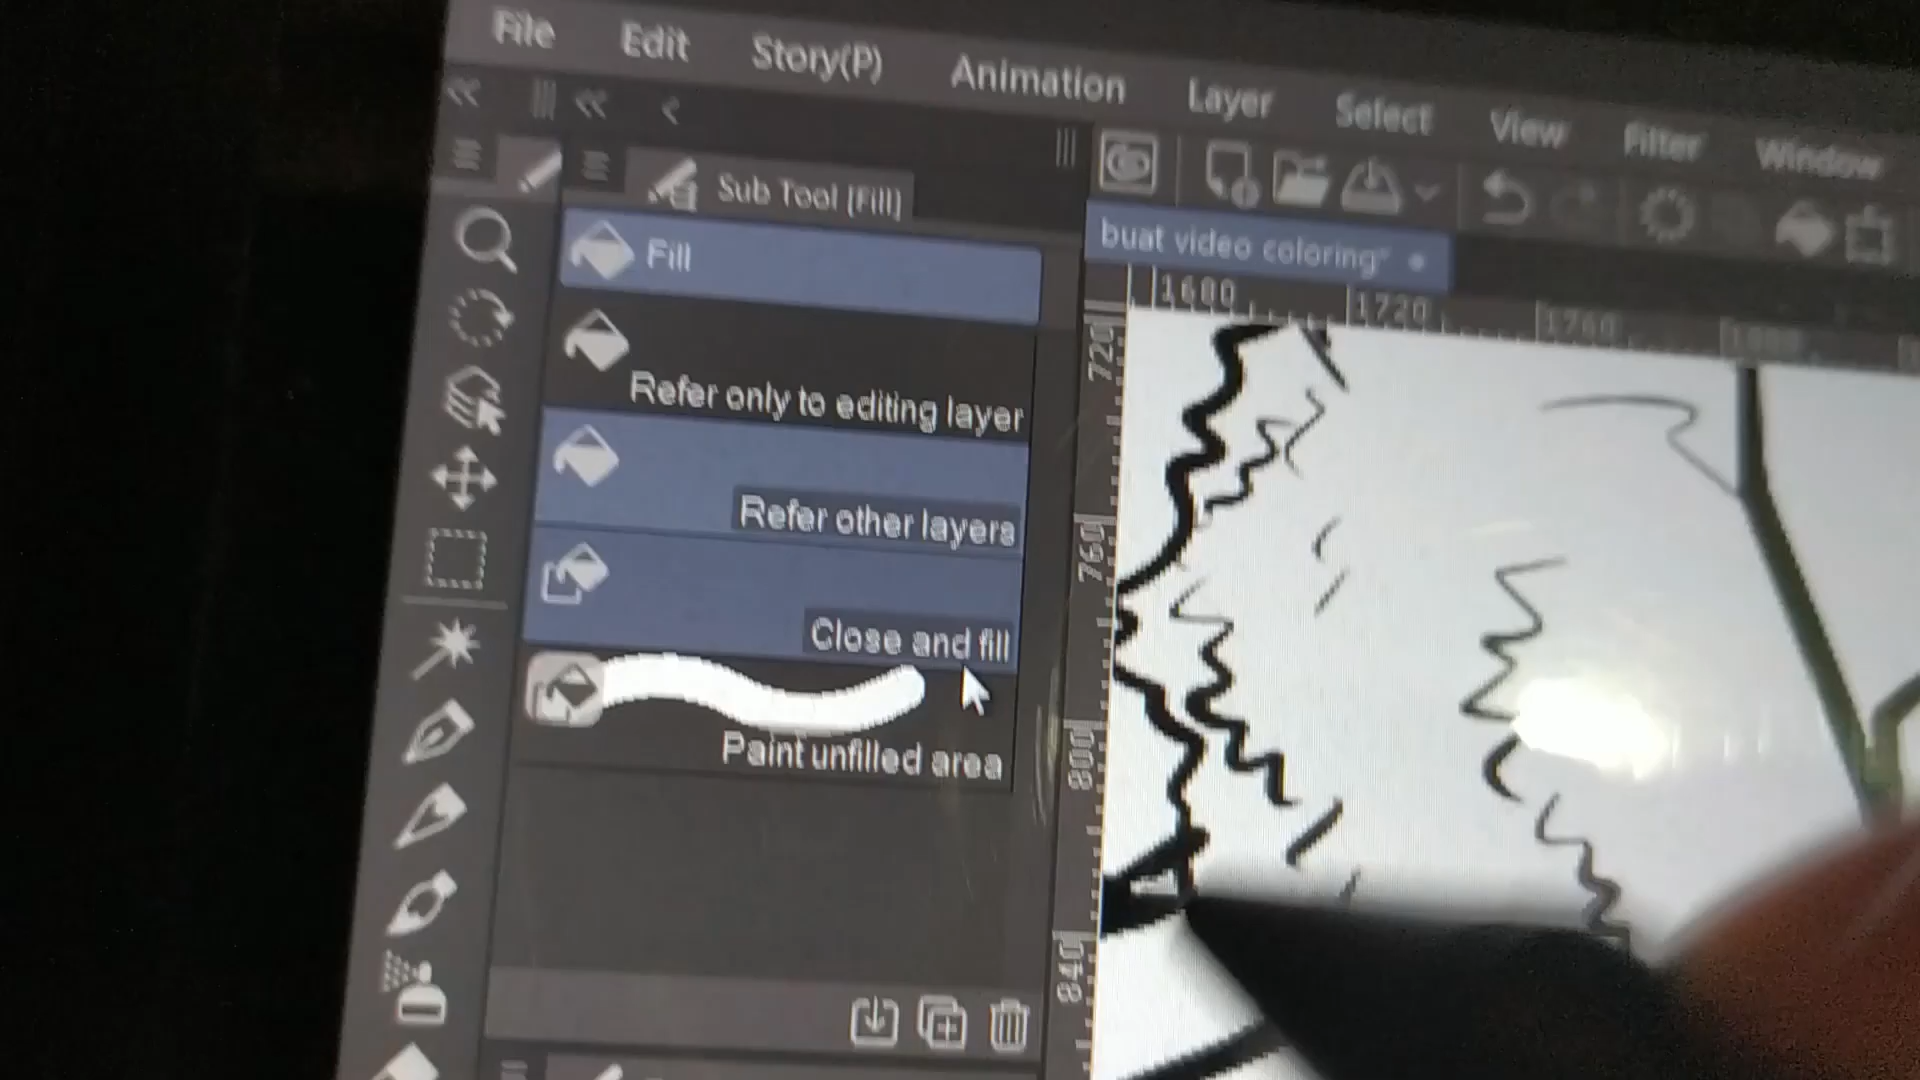 File Edit Story(P) Animation Layer Select View Filter Window
Sub Tool [Fill]
Fill
Refer only to editing layer
Refer other layers
Close and fill
Paint unfilled area
buat video coloring*
1680 1720 1760
720
760
800
840